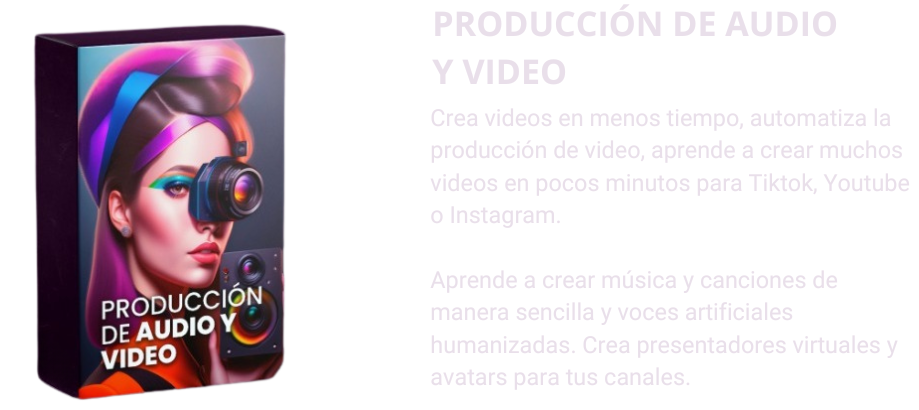 PRODUCCIÓN
DE AUDIO Y
VIDEO
PRODUCCIÓN DE AUDIO
Y VIDEO
Crea videos en menos tiempo, automatiza la
producción de video, aprende a crear muchos
videos en pocos minutos para Tiktok, Youtube
o Instagram.
Aprende a crear música y canciones de
manera sencilla y voces artificiales
humanizadas. Crea presentadores virtuales y
avatars para tus canales.